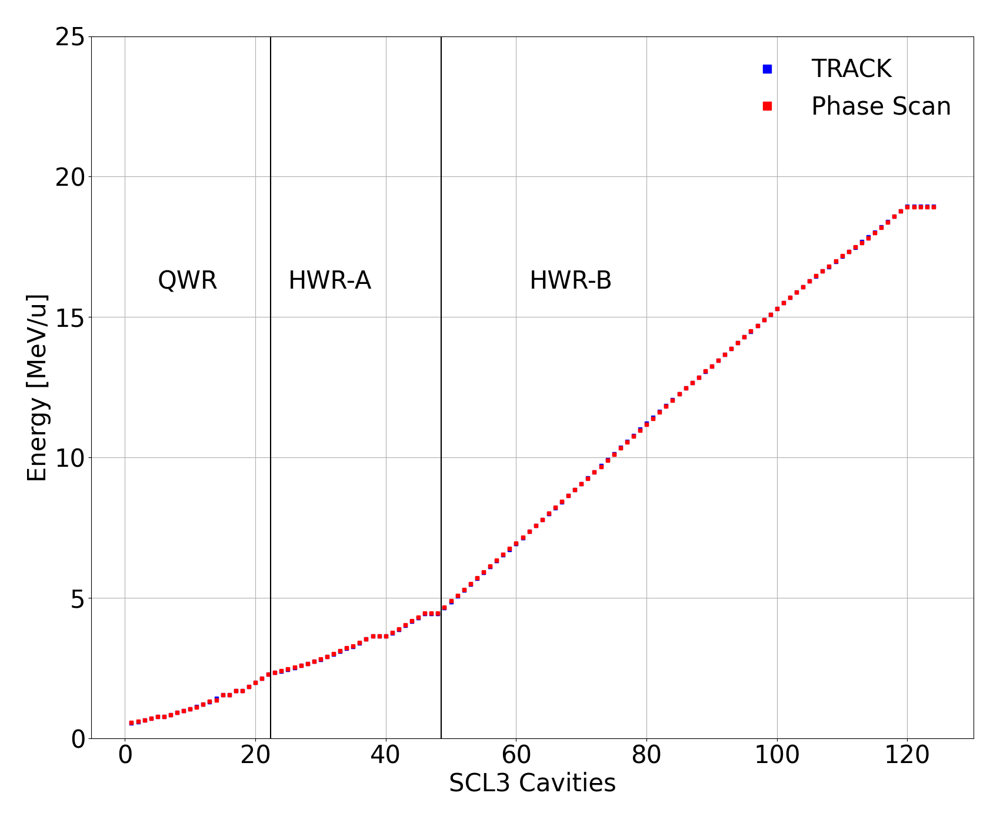 25
20
15
10
5
0
Energy [MeV/u]
TRACK
Phase Scan
QWR
HWR-A
HWR-B
0 20 40 60 80 100 120
SCL3 Cavities